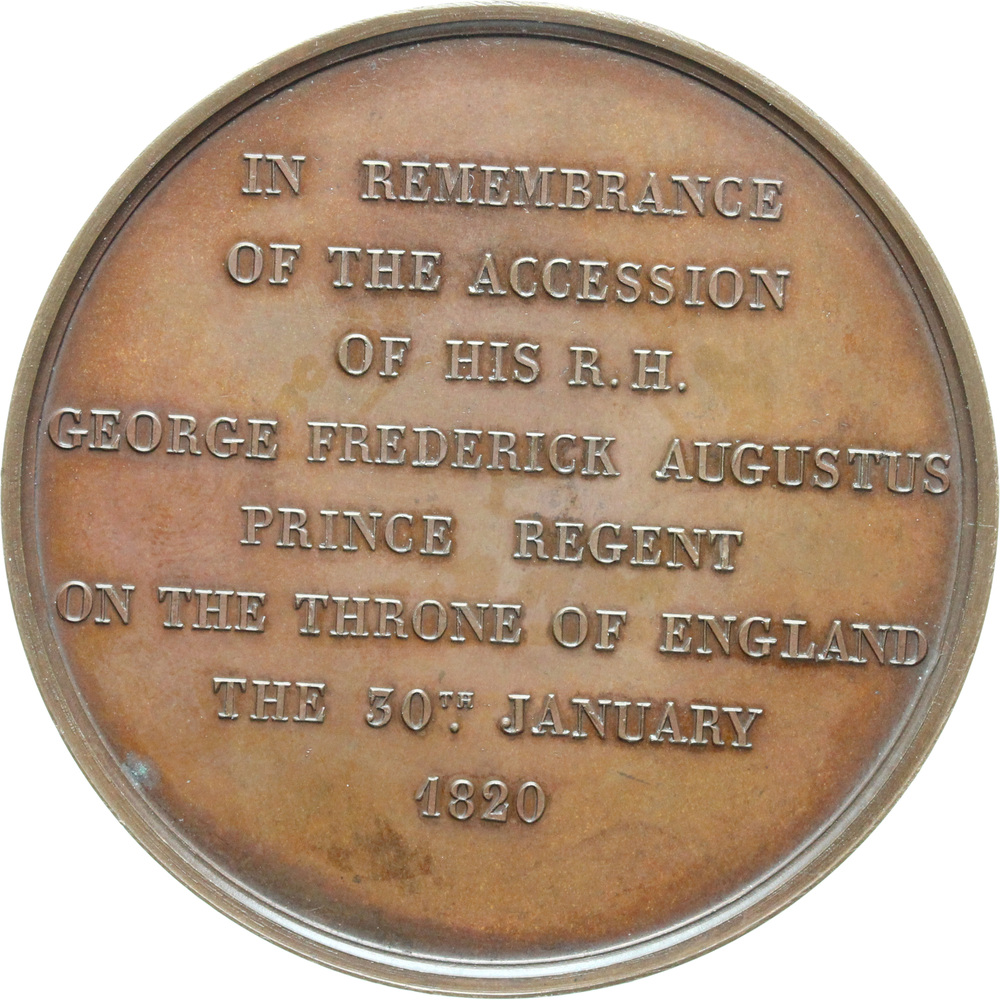 IN REMEMBRANCE
OF THE ACCESSION
OF HIS R.H.
GEORGE FREDERICK AUGUSTUS
PRINCE REGENT
ON THE THRONE OF ENGLAND
THE 30TH. JANUARY
1820